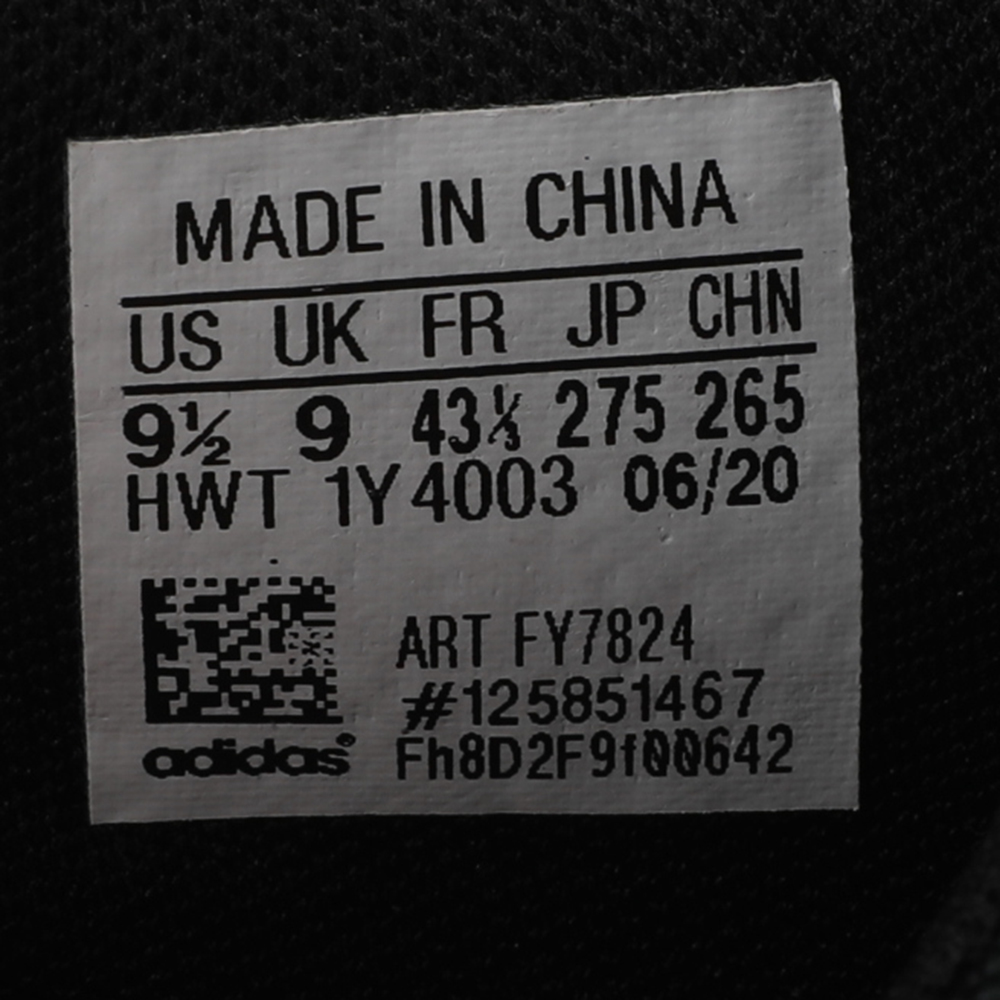 MADE IN CHINA
US UK FR JP CHN
9½ 9 43⅓ 275 265
HWT 1Y4003 06/20
ART FY7824
#125851467
adidas® Fh8D2F9f00642